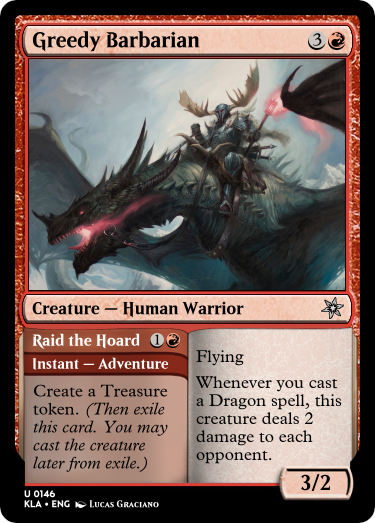 Greedy Barbarian 3
Creature — Human Warrior
Raid the Hoard 1
Instant — Adventure
Create a Treasure
token. (Then exile
this card. You may
cast the creature
later from exile.)
Flying
Whenever you cast
a Dragon spell, this
creature deals 2
damage to each
opponent.
3/2
U 0146
KLA • ENG Lucas Graciano